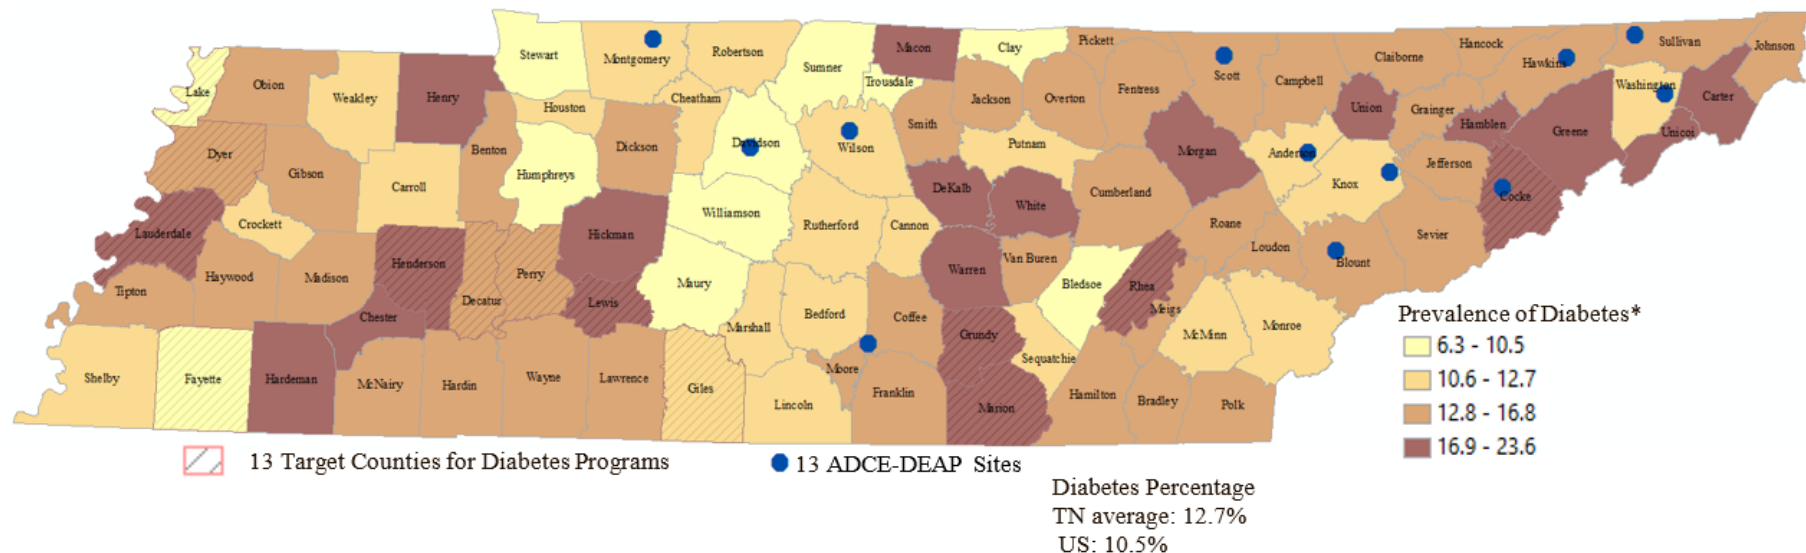 Stewart
Montgomery
Robertson
Sumner
Macon
Clay
Pickett
Scott
Campbell
Claiborne
Hancock
Hawkins
Sullivan
Johnson
Lake
Obion
Weakley
Henry
Houston
Cheatham
Trousdale
Jackson
Overton
Fentress
Union
Grainger
Hamblen
Greene
Washington
Carter
Unicoi
Dyer
Gibson
Carroll
Benton
Humphreys
Dickson
Davidson
Wilson
Smith
Putnam
Morgan
Anderson
Knox
Jefferson
Cocke
Lauderdale
Crockett
Haywood
Madison
Henderson
Decatur
Perry
Hickman
Lewis
Williamson
Maury
Rutherford
Cannon
DeKalb
White
Warren
Van Buren
Cumberland
Bledsoe
Rhea
Meigs
Roane
Loudon
Blount
Sevier
Tipton
Chester
Marshall
Bedford
Coffee
Moore
Grundy
Sequatchie
McMinn
Monroe
Shelby
Fayette
Hardeman
McNairy
Hardin
Wayne
Lawrence
Giles
Lincoln
Franklin
Marion
Hamilton
Bradley
Polk
Prevalence of Diabetes*
6.3 - 10.5
10.6 - 12.7
12.8 - 16.8
16.9 - 23.6
13 Target Counties for Diabetes Programs
13 ADCE-DEAP Sites
Diabetes Percentage
TN average: 12.7%
US: 10.5%